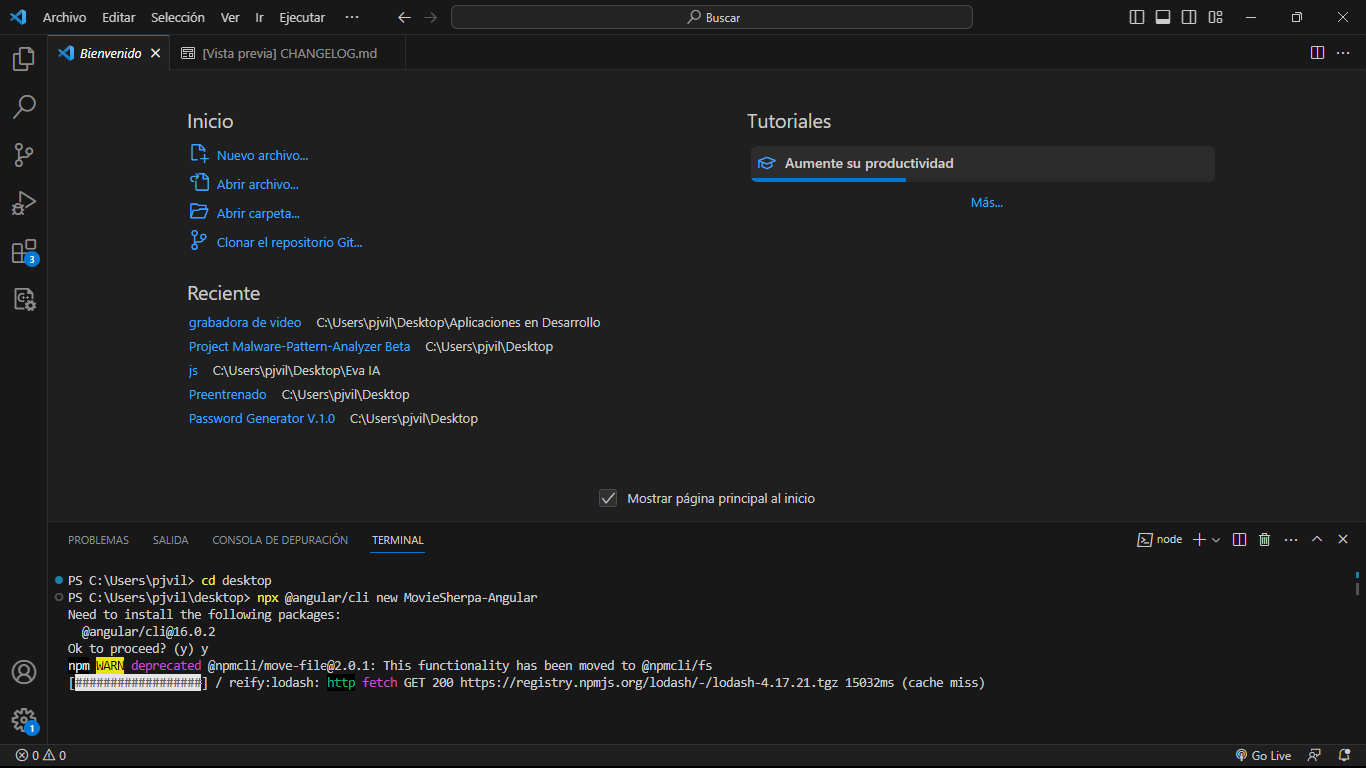 Archivo Editar Selección Ver Ir Ejecutar ··· Buscar
Bienvenido [Vista previa] CHANGELOG.md
Inicio
Nuevo archivo...
Abrir archivo...
Abrir carpeta...
Clonar el repositorio Git...
Reciente
grabadora de video C:\Users\pjvil\Desktop\Aplicaciones en Desarrollo
Project Malware-Pattern-Analyzer Beta C:\Users\pjvil\Desktop
js C:\Users\pjvil\Desktop\Eva IA
Preentrenado C:\Users\pjvil\Desktop
Password Generator V.1.0 C:\Users\pjvil\Desktop
Tutoriales
Aumente su productividad
Más...
Mostrar página principal al inicio
3
1
PROBLEMAS SALIDA CONSOLA DE DEPURACIÓN TERMINAL node
PS C:\Users\pjvil> cd desktop
PS C:\Users\pjvil\desktop> npx @angular/cli new MovieSherpa-Angular
Need to install the following packages:
@angular/cli@16.0.2
Ok to proceed? (y) y
npm WARN deprecated @npmcli/move-file@2.0.1: This functionality has been moved to @npmcli/fs
[##################] / reify:lodash: http fetch GET 200 https://registry.npmjs.org/lodash/-/lodash-4.17.21.tgz 15032ms (cache miss)
0 0 Go Live